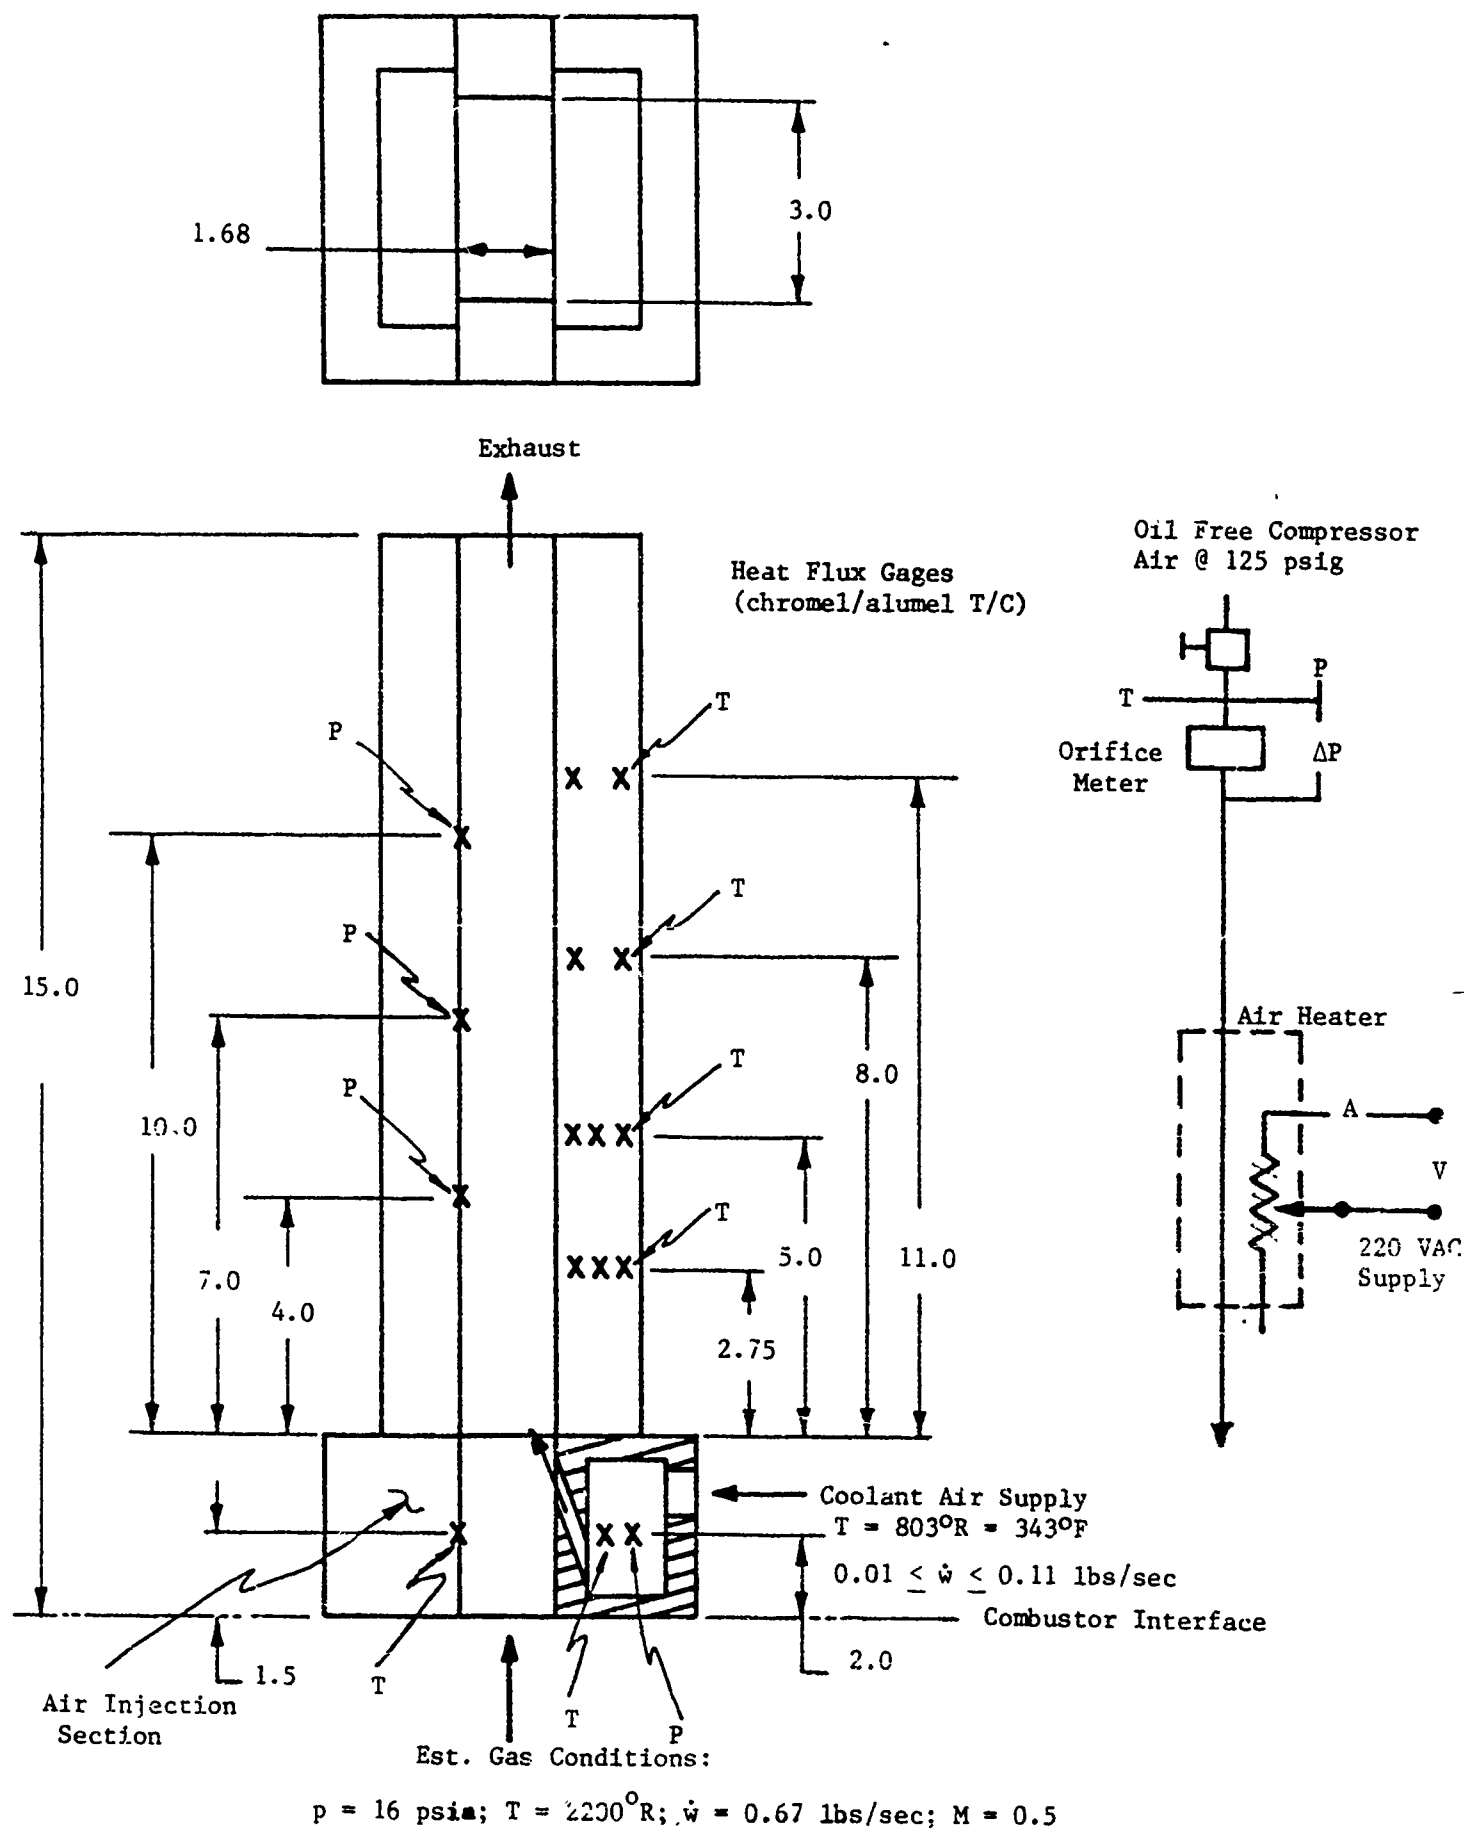 1.68
3.0
Exhaust
Oil Free Compressor
Air @ 125 psig
Heat Flux Gages
(chromel/alumel T/C)
P
T
T
P
Orifice
Meter
ΔP
T
P
15.0
Air Heater
T
8.0
P
10.0
A
V
T
220 VAC
Supply
5.0
11.0
7.0
4.0
2.75
Coolant Air Supply
T = 803°R = 343°F
0.01 ≤ ẇ ≤ 0.11 lbs/sec
Combustor Interface
1.5
2.0
T
Air Injection
Section
T
P
Est. Gas Conditions:
p = 16 psia; T = 2200°R; ẇ = 0.67 lbs/sec; M = 0.5